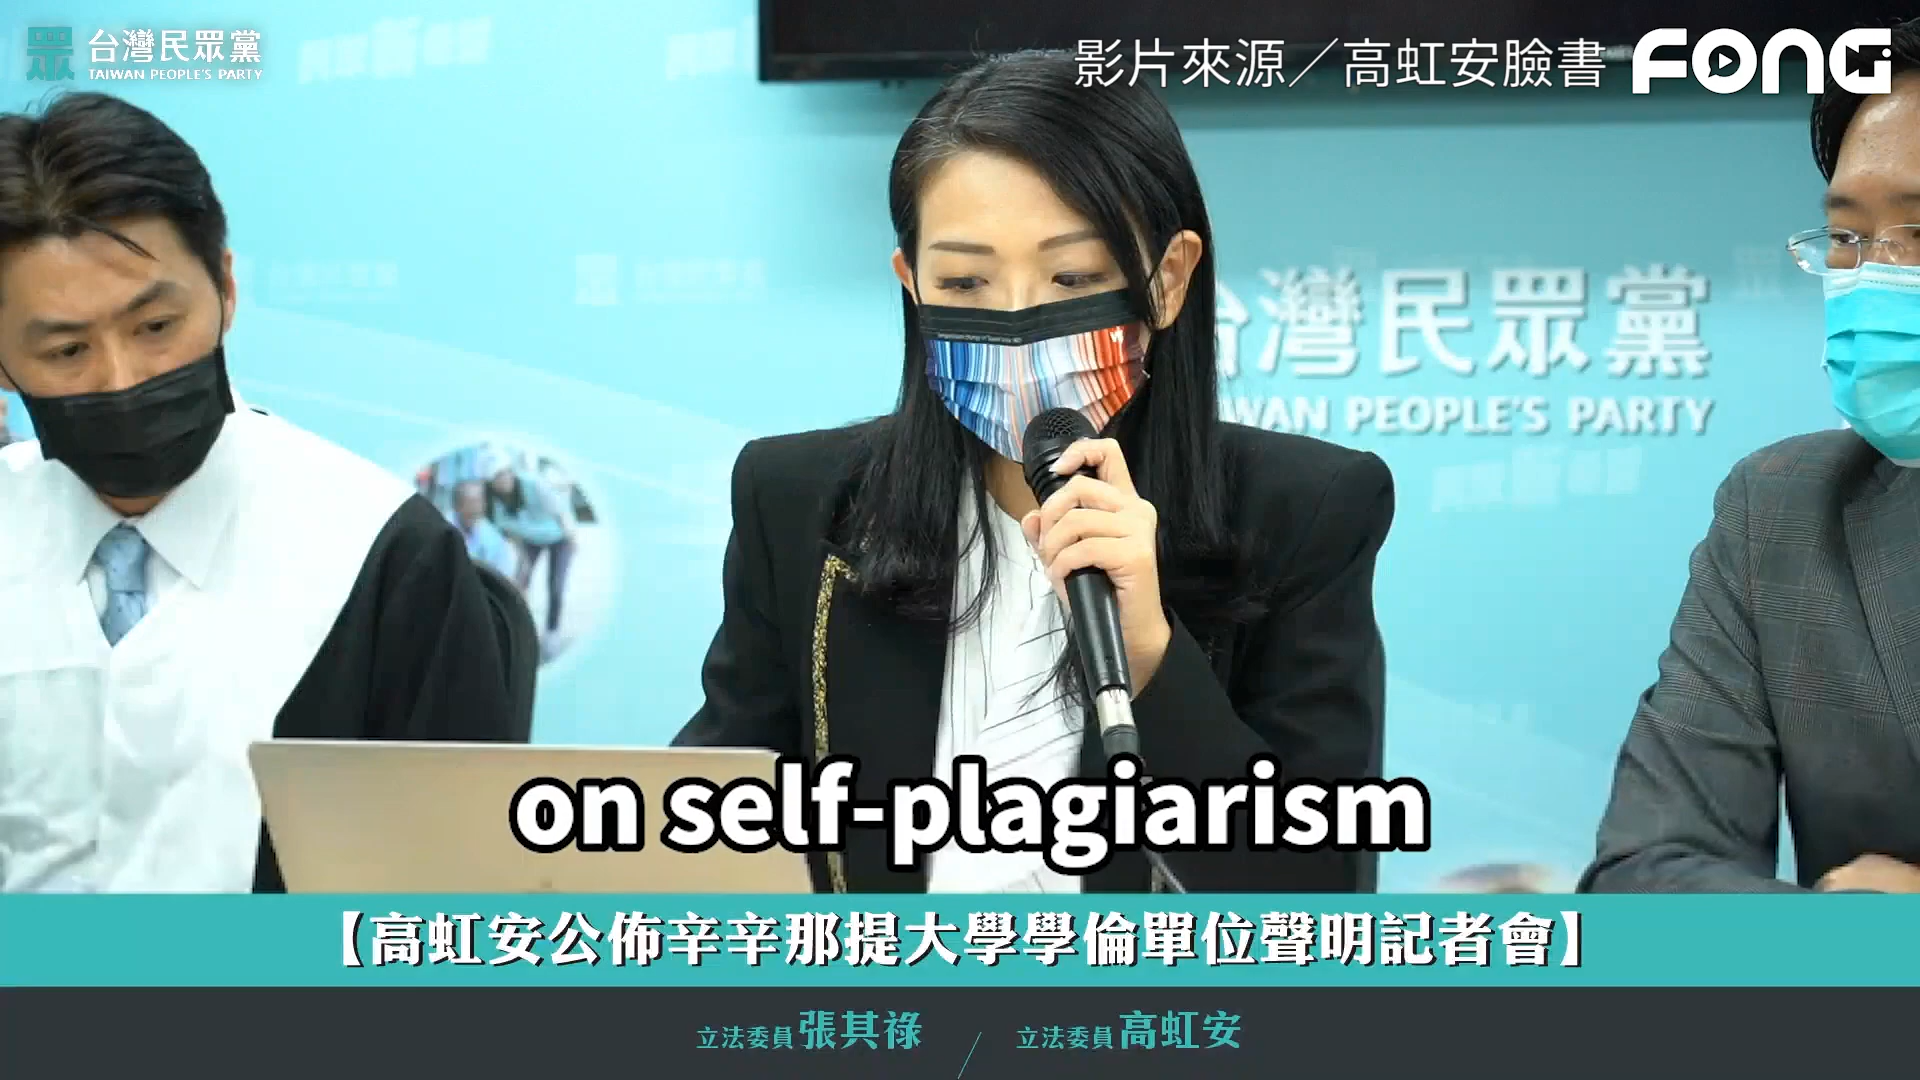 台灣民眾黨
TAIWAN PEOPLE'S PARTY
影片來源／高虹安臉書
FONG
台灣民眾黨
WAN PEOPLE'S PARTY
on self-plagiarism
【高虹安公佈辛辛那提大學學倫單位聲明記者會】
立法委員張其祿 / 立法委員高虹安